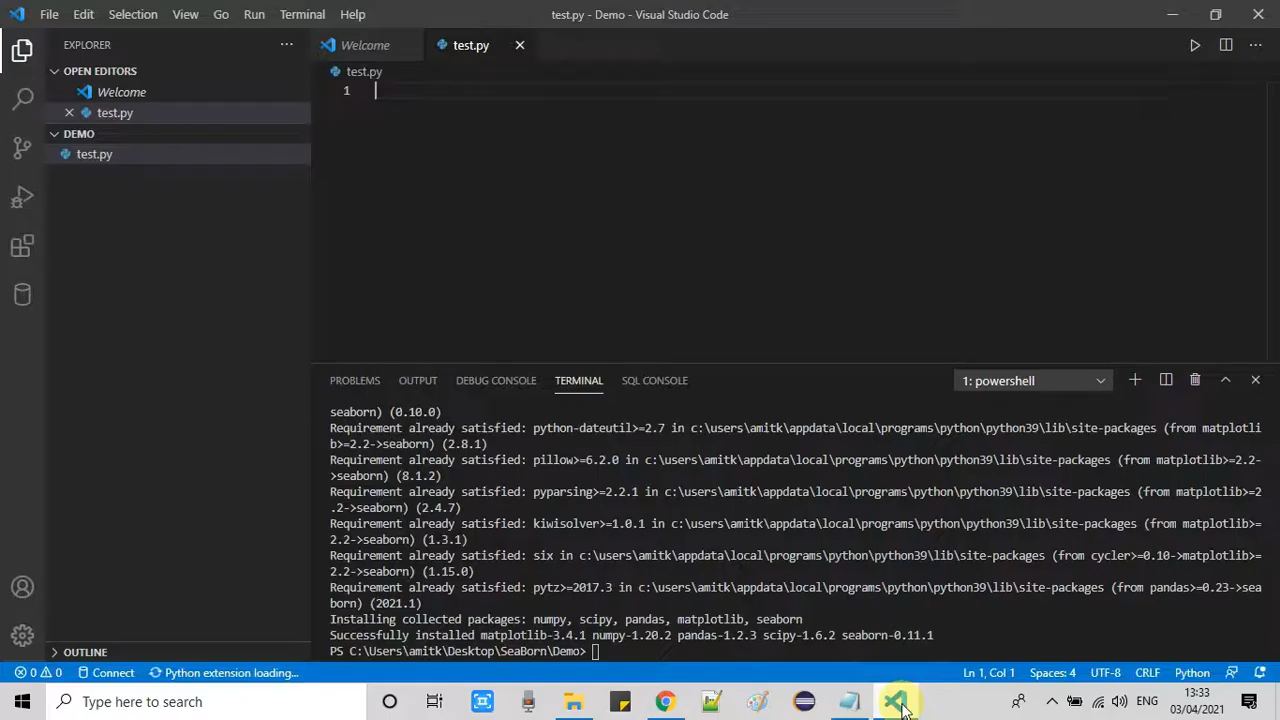 File Edit Selection View Go Run Terminal Help test.py - Demo - Visual Studio Code
EXPLORER Welcome test.py
OPEN EDITORS test.py
Welcome 1
test.py
DEMO
test.py
PROBLEMS OUTPUT DEBUG CONSOLE TERMINAL SQL CONSOLE 1: powershell
seaborn) (0.10.0)
Requirement already satisfied: python-dateutil>=2.7 in c:\users\amitk\appdata\local\programs\python\python39\lib\site-packages (from matplotli
b>=2.2->seaborn) (2.8.1)
Requirement already satisfied: pillow>=6.2.0 in c:\users\amitk\appdata\local\programs\python\python39\lib\site-packages (from matplotlib>=2.2-
>seaborn) (8.1.2)
Requirement already satisfied: pyparsing>=2.2.1 in c:\users\amitk\appdata\local\programs\python\python39\lib\site-packages (from matplotlib>=2
.2->seaborn) (2.4.7)
Requirement already satisfied: kiwisolver>=1.0.1 in c:\users\amitk\appdata\local\programs\python\python39\lib\site-packages (from matplotlib>=
2.2->seaborn) (1.3.1)
Requirement already satisfied: six in c:\users\amitk\appdata\local\programs\python\python39\lib\site-packages (from cycler>=0.10->matplotlib>=
2.2->seaborn) (1.15.0)
Requirement already satisfied: pytz>=2017.3 in c:\users\amitk\appdata\local\programs\python\python39\lib\site-packages (from pandas>=0.23->sea
born) (2021.1)
Installing collected packages: numpy, scipy, pandas, matplotlib, seaborn
Successfully installed matplotlib-3.4.1 numpy-1.20.2 pandas-1.2.3 scipy-1.6.2 seaborn-0.11.1
PS C:\Users\amitk\Desktop\SeaBorn\Demo>
OUTLINE
0 0 Connect Python extension loading... Ln 1, Col 1 Spaces: 4 UTF-8 CRLF Python
Type here to search ENG 13:33
03/04/2021